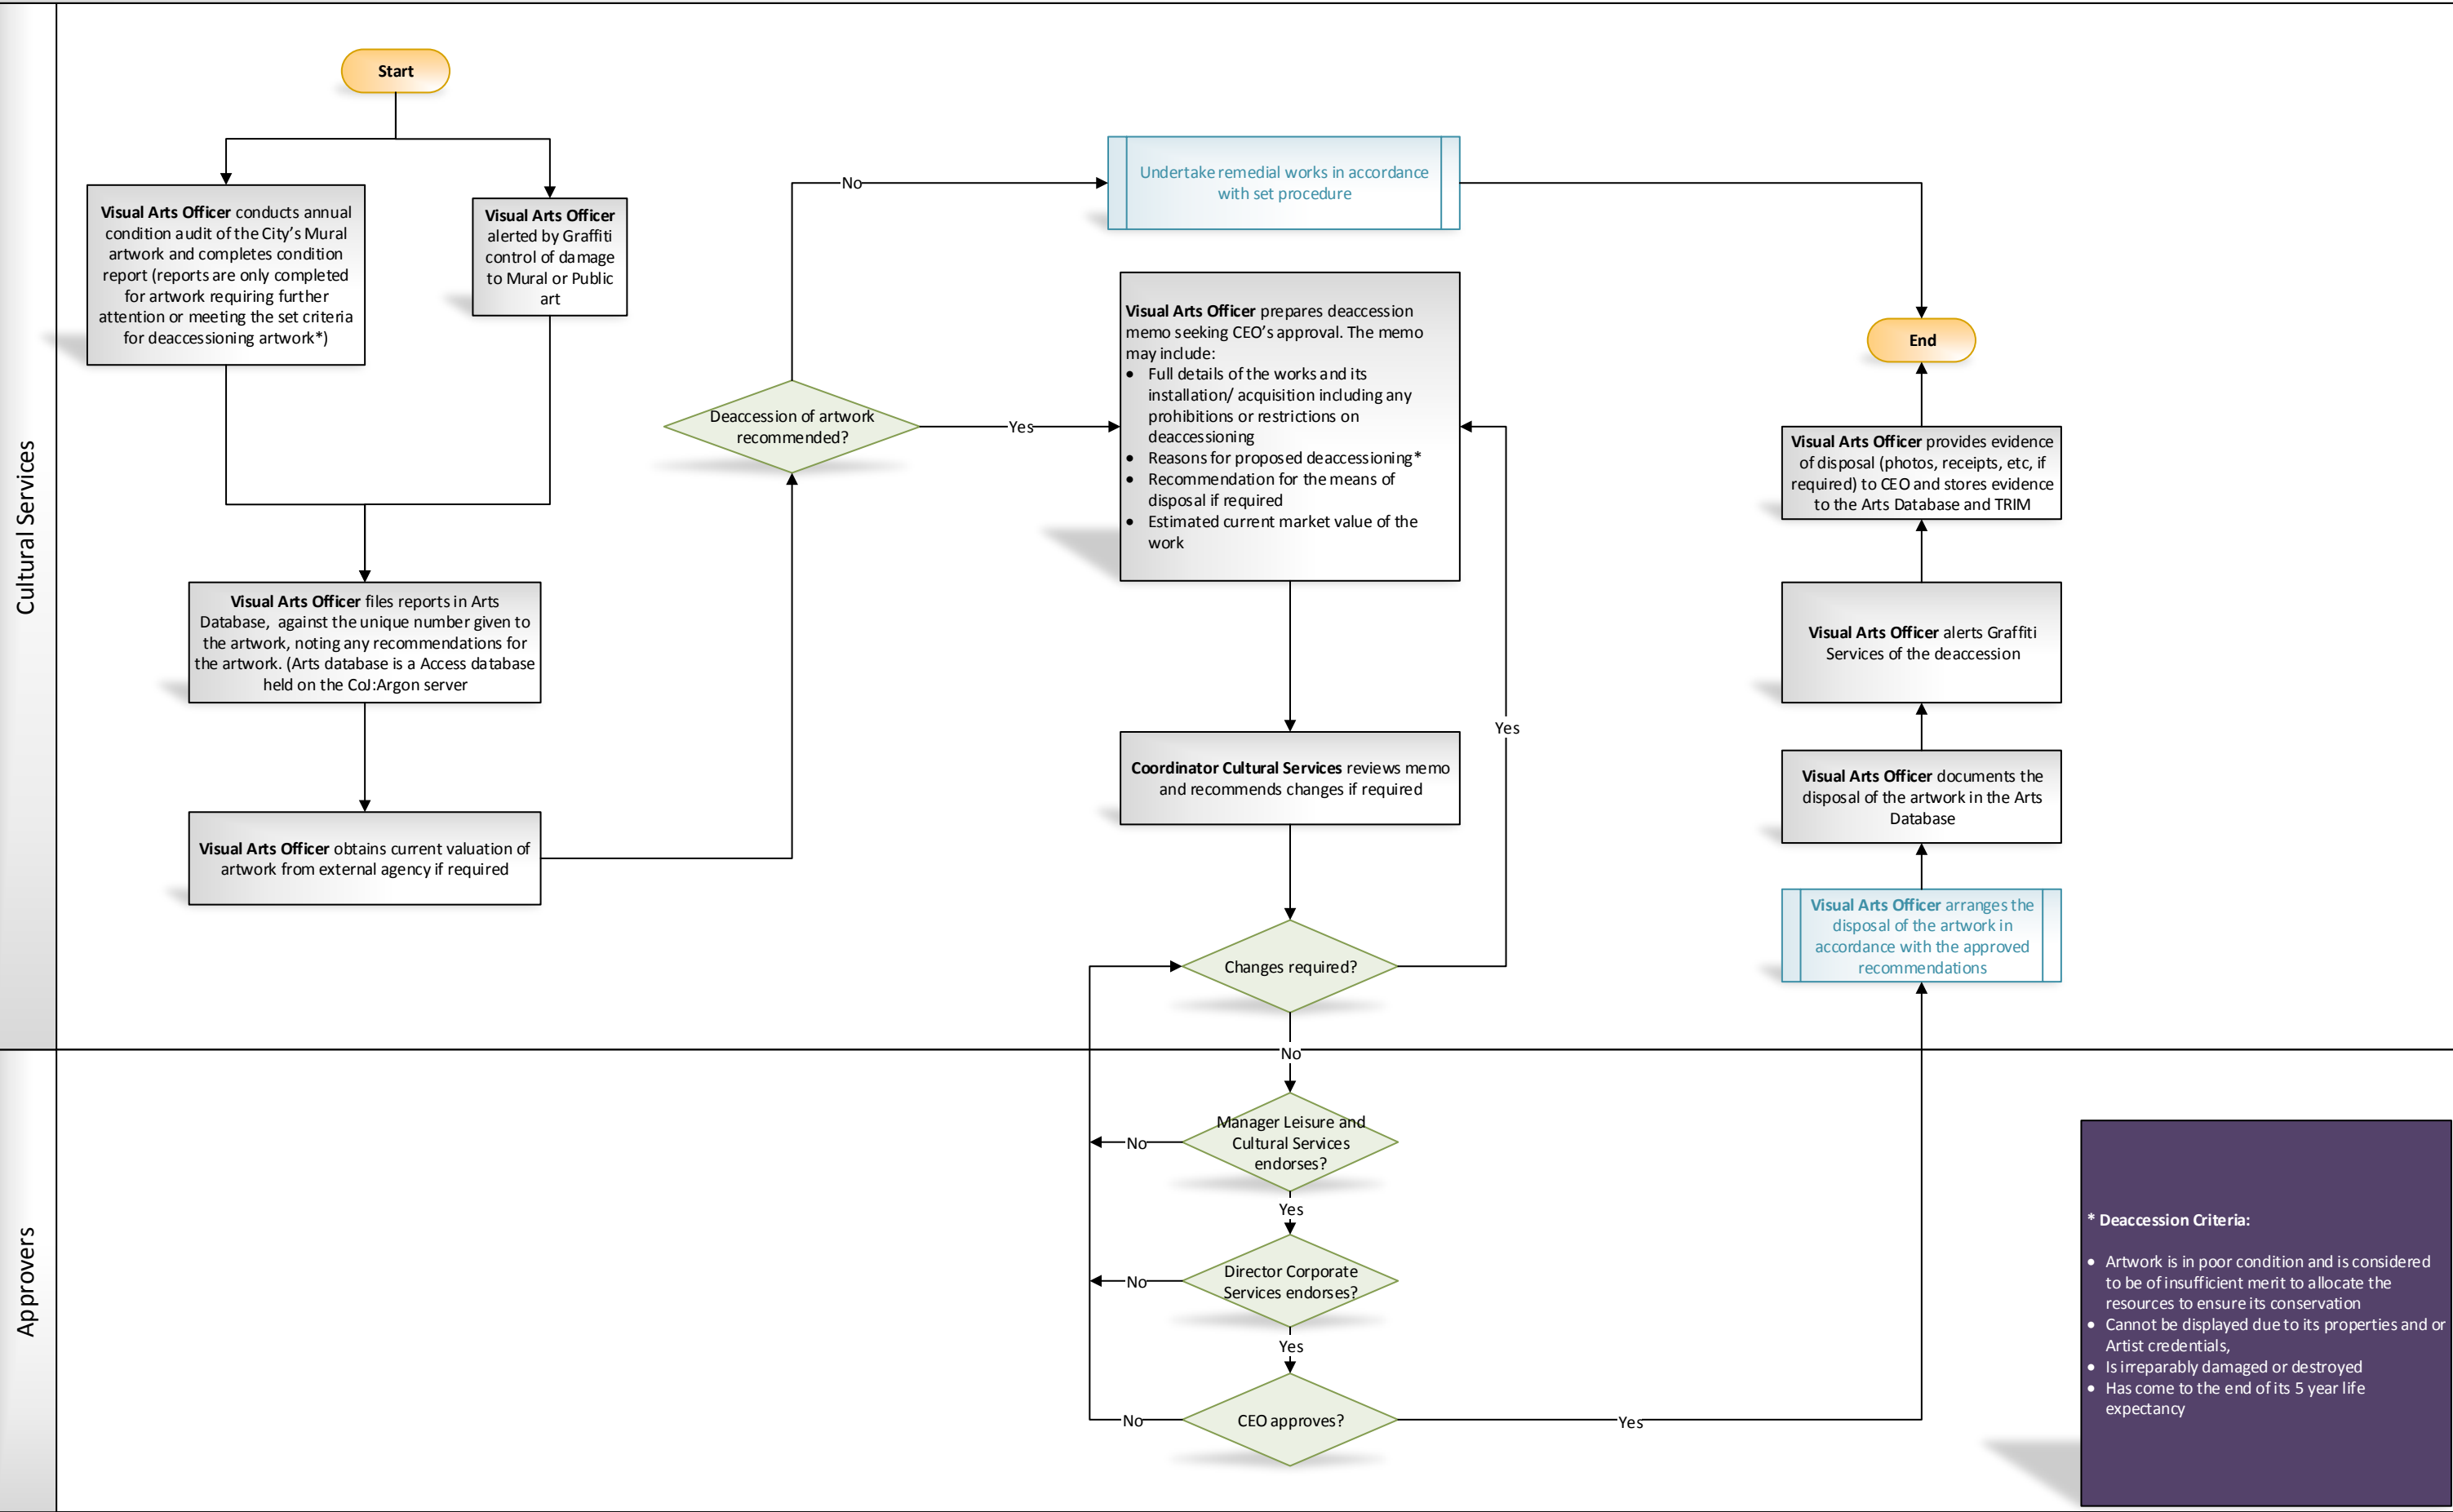 Cultural Services
Start
Visual Arts Officer conducts annual
condition audit of the City's Mural
artwork and completes condition
report (reports are only completed
for artwork requiring further
attention or meeting the set criteria
for deaccessioning artwork*)
Visual Arts Officer
alerted by Graffiti
control of damage
to Mural or Public
art
Visual Arts Officer files reports in Arts
Database,  against the unique number given to
the artwork, noting any recommendations for
the artwork. (Arts database is a Access database
held on the CoJ:Argon server
Visual Arts Officer obtains current valuation of
artwork from external agency if required
Deaccession of artwork
recommended?
No
Yes
Undertake remedial works in accordance
with set procedure
Visual Arts Officer prepares deaccession
memo seeking CEO's approval. The memo
may include:
• Full details of the works and its
installation/ acquisition including any
prohibitions or restrictions on
deaccessioning
• Reasons for proposed deaccessioning*
• Recommendation for the means of
disposal if required
• Estimated current market value of the
work
Coordinator Cultural Services reviews memo
and recommends changes if required
Changes required?
Yes
No
End
Visual Arts Officer provides evidence
of disposal (photos, receipts, etc, if
required) to CEO and stores evidence
to the Arts Database and TRIM
Visual Arts Officer alerts Graffiti
Services of the deaccession
Visual Arts Officer documents the
disposal of the artwork in the Arts
Database
Visual Arts Officer arranges the
disposal of the artwork in
accordance with the approved
recommendations
Approvers
Manager Leisure and
Cultural Services
endorses?
No
Yes
Director Corporate
Services endorses?
No
Yes
CEO approves?
No
Yes
* Deaccession Criteria:
• Artwork is in poor condition and is considered
to be of insufficient merit to allocate the
resources to ensure its conservation
• Cannot be displayed due to its properties and or
Artist credentials,
• Is irreparably damaged or destroyed
• Has come to the end of its 5 year life
expectancy